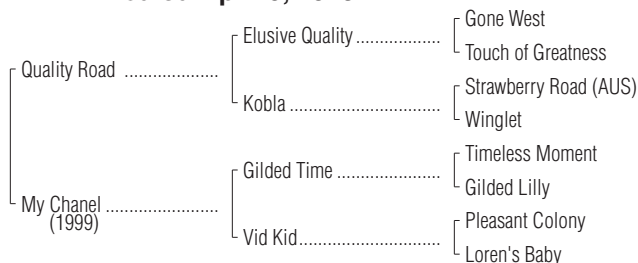 Gone West
Elusive Quality ..................
Touch of Greatness
Quality Road ....................
Strawberry Road (AUS)
Kobla ................................
Winglet
Timeless Moment
Gilded Time ......................
Gilded Lilly
My Chanel ........................
(1999)
Pleasant Colony
Vid Kid..............................
Loren's Baby